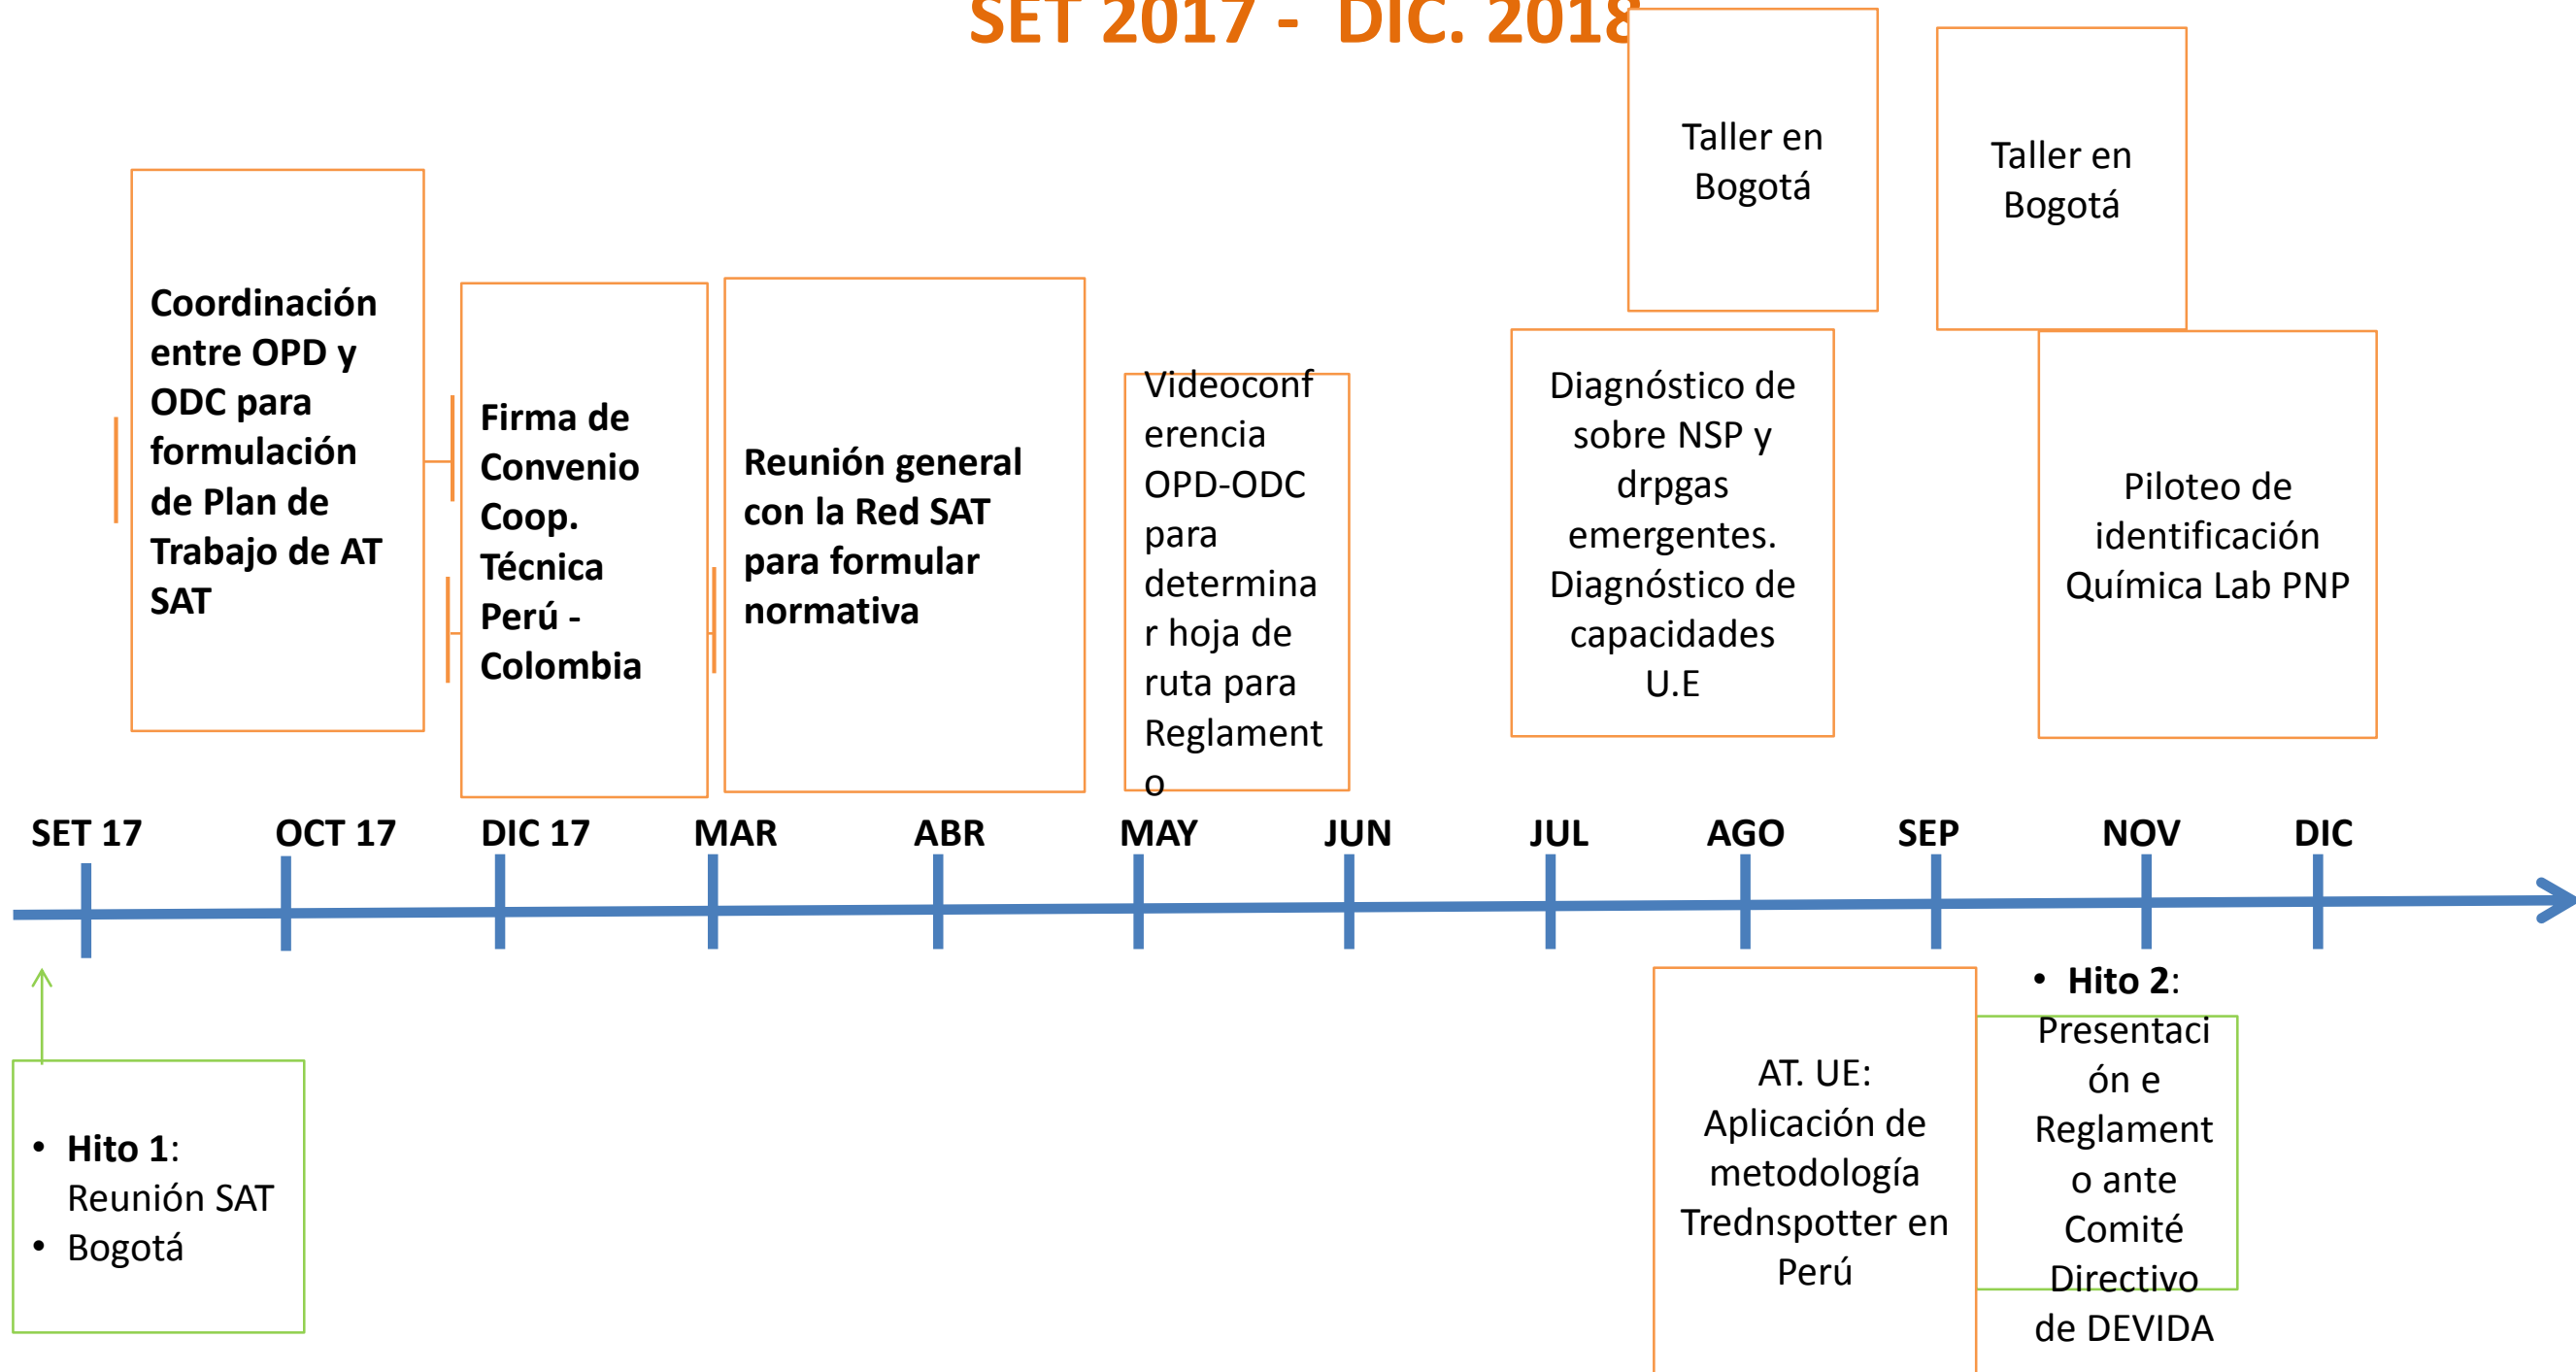 SET 2017 - DIC. 2018
Taller en
Bogotá
Taller en
Bogotá
Coordinación
entre OPD y
ODC para
formulación
de Plan de
Trabajo de AT
SAT
Firma de
Convenio
Coop.
Técnica
Perú -
Colombia
Reunión general
con la Red SAT
para formular
normativa
Videoconf
erencia
OPD-ODC
para
determina
r hoja de
ruta para
Reglament
o
Diagnóstico de
sobre NSP y
drpgas
emergentes.
Diagnóstico de
capacidades
U.E
Piloteo de
identificación
Química Lab PNP
SET 17 OCT 17 DIC 17 MAR ABR MAY JUN JUL AGO SEP NOV DIC
• Hito 1:
Reunión SAT
• Bogotá
AT. UE:
Aplicación de
metodología
Trednspotter en
Perú
• Hito 2:
Presentaci
ón e
Reglament
o ante
Comité
Directivo
de DEVIDA